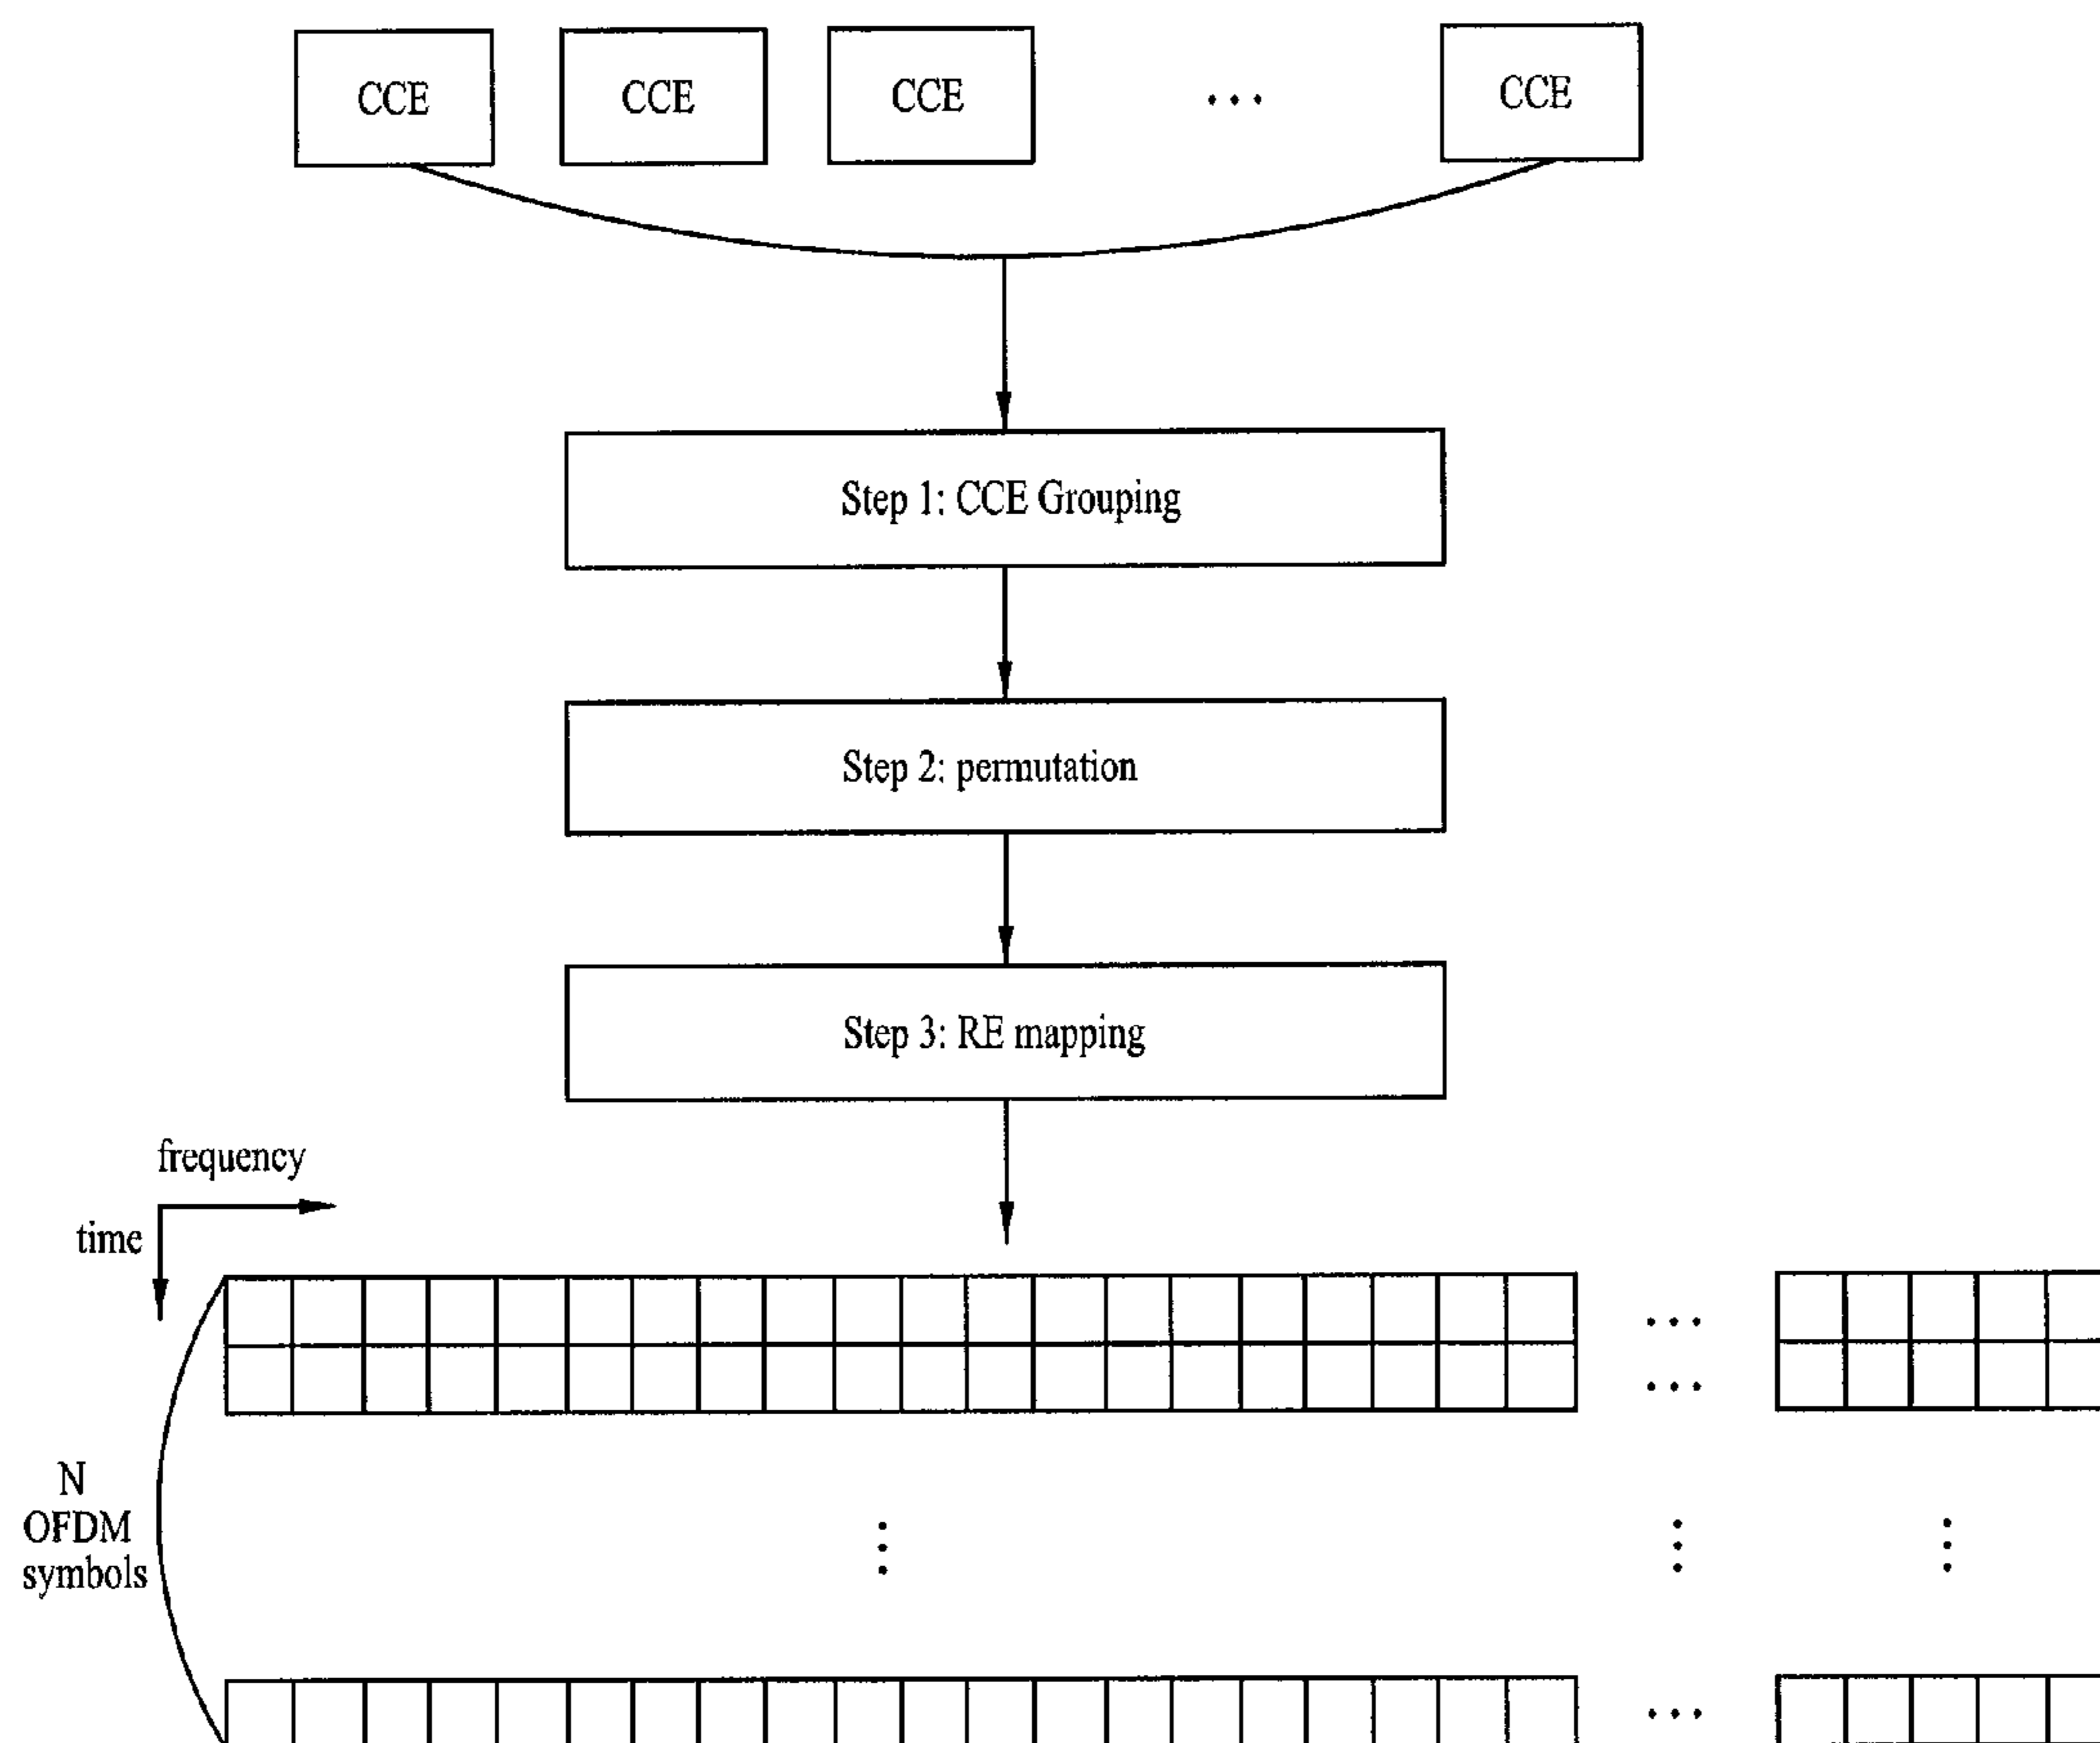 CCE CCE CCE ... CCE
Step 1: CCE Grouping
Step 2: permutation
Step 3: RE mapping
frequency
time
N
OFDM
symbols